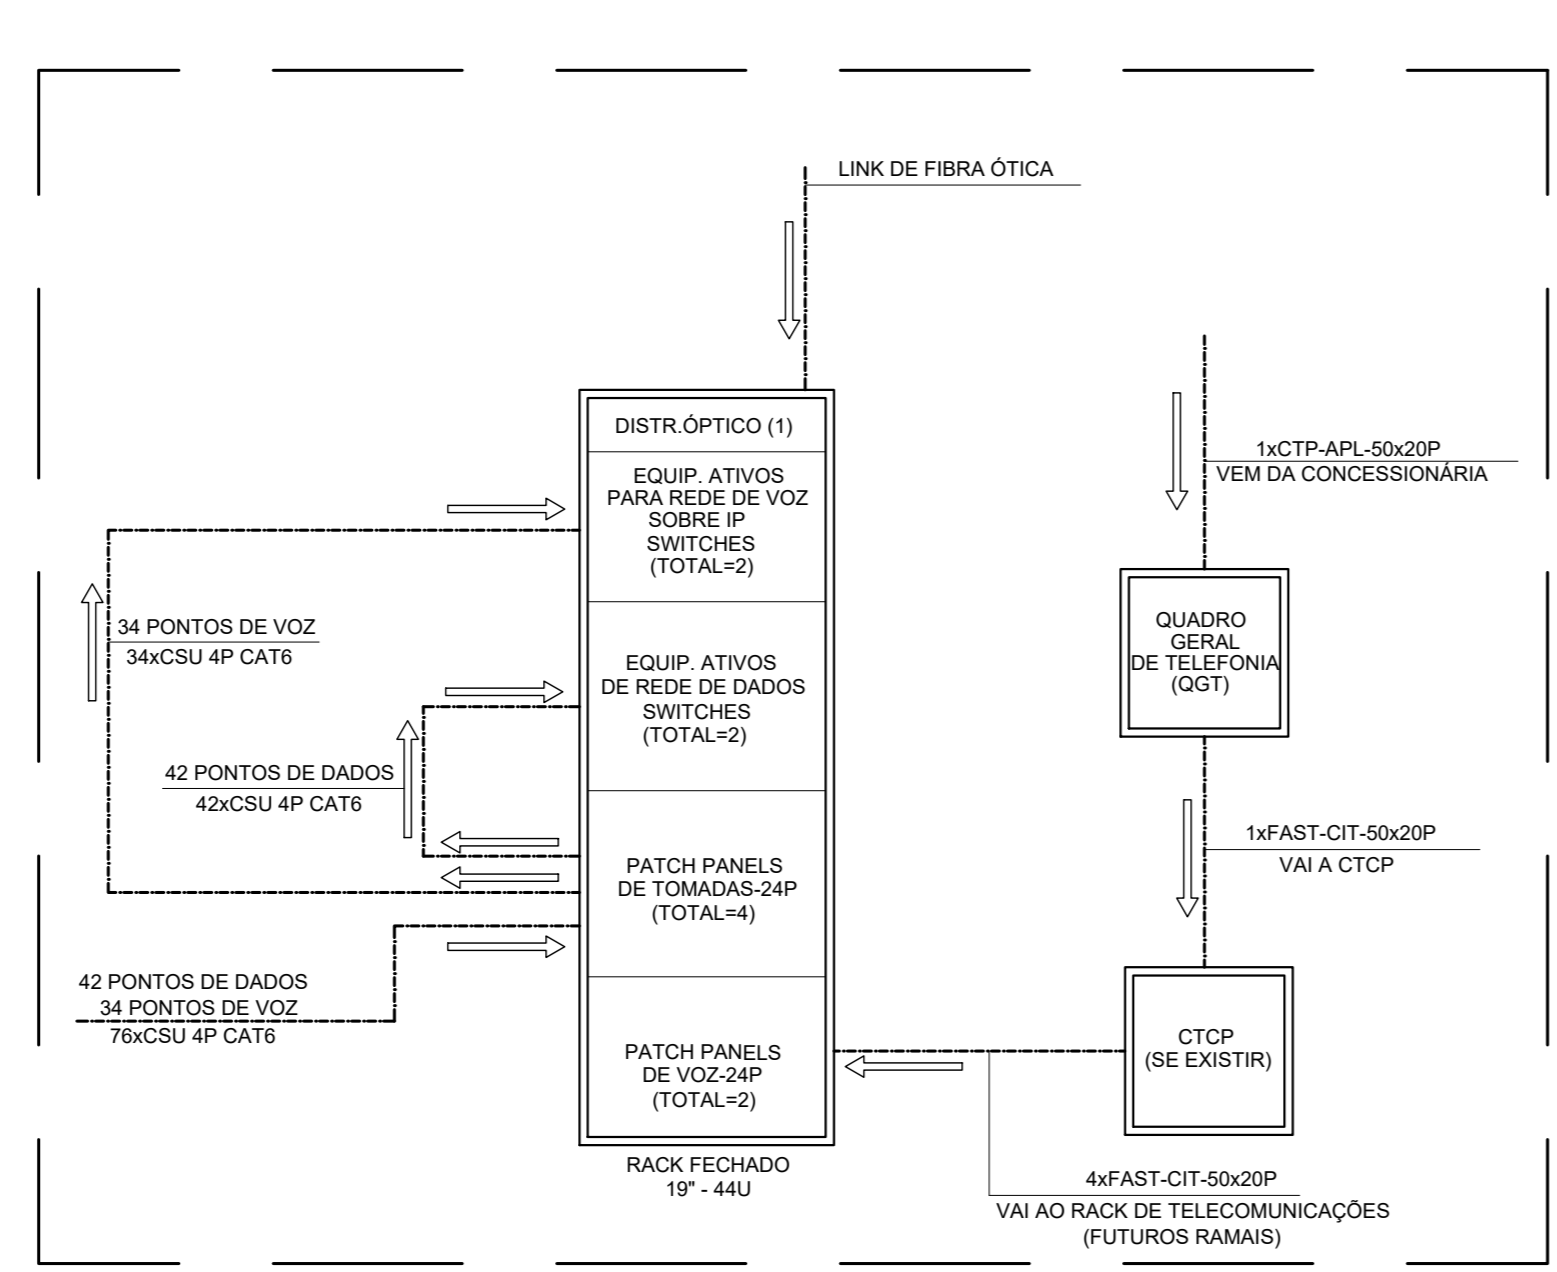 LINK DE FIBRA ÓTICA
DISTR.ÓPTICO (1)
EQUIP. ATIVOS
PARA REDE DE VOZ
SOBRE IP
SWITCHES
(TOTAL=2)
EQUIP. ATIVOS
DE REDE DE DADOS
SWITCHES
(TOTAL=2)
PATCH PANELS
DE TOMADAS-24P
(TOTAL=4)
PATCH PANELS
DE VOZ-24P
(TOTAL=2)
RACK FECHADO
19" - 44U
34 PONTOS DE VOZ
34xCSU 4P CAT6
42 PONTOS DE DADOS
42xCSU 4P CAT6
42 PONTOS DE DADOS
34 PONTOS DE VOZ
76xCSU 4P CAT6
1xCTP-APL-50x20P
VEM DA CONCESSIONÁRIA
QUADRO
GERAL
DE TELEFONIA
(QGT)
1xFAST-CIT-50x20P
VAI A CTCP
CTCP
(SE EXISTIR)
4xFAST-CIT-50x20P
VAI AO RACK DE TELECOMUNICAÇÕES
(FUTUROS RAMAIS)